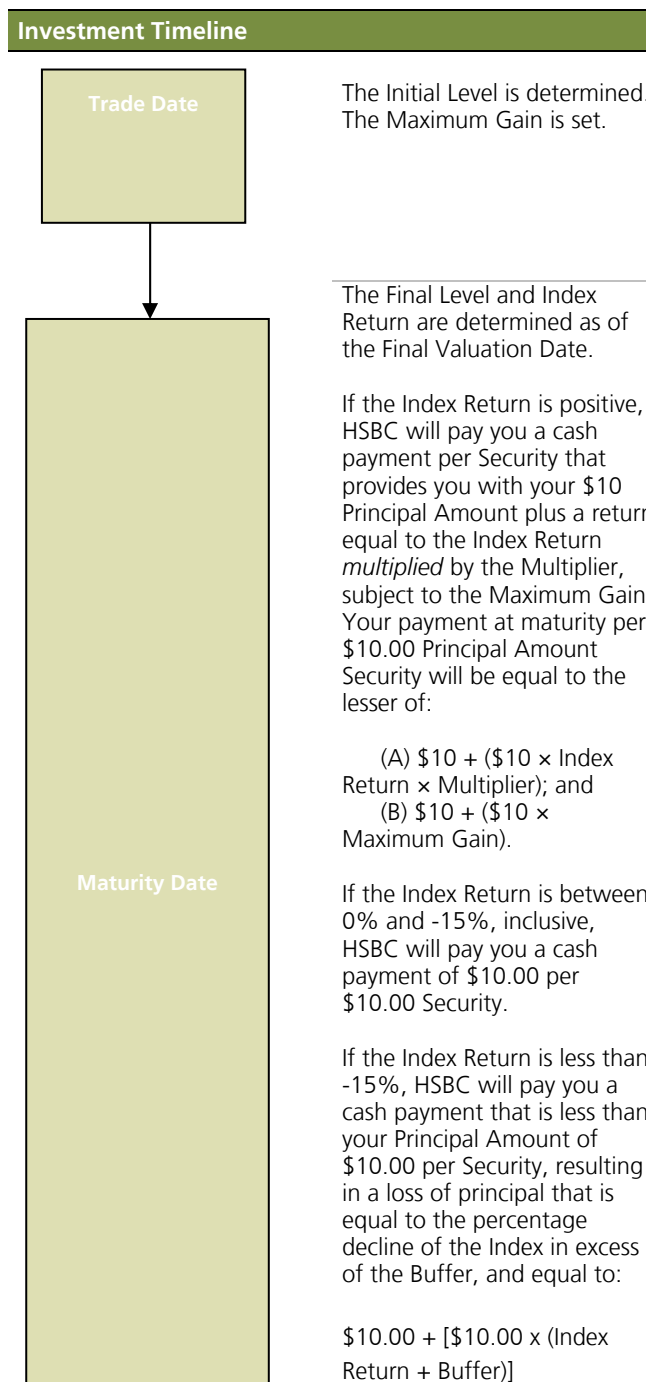 Investment Timeline
Trade Date
The Initial Level is determined.
The Maximum Gain is set.
The Final Level and Index
Return are determined as of
the Final Valuation Date.
If the Index Return is positive,
HSBC will pay you a cash
payment per Security that
provides you with your $10
Principal Amount plus a return
equal to the Index Return
multiplied by the Multiplier,
subject to the Maximum Gain
Your payment at maturity per
$10.00 Principal Amount
Security will be equal to the
lesser of:
(A) $10 + ($10 × Index
Return × Multiplier); and
(B) $10 + ($10 ×
Maximum Gain).
Maturity Date
If the Index Return is between
0% and -15%, inclusive,
HSBC will pay you a cash
payment of $10.00 per
$10.00 Security.
If the Index Return is less than
-15%, HSBC will pay you a
cash payment that is less than
your Principal Amount of
$10.00 per Security, resulting
in a loss of principal that is
equal to the percentage
decline of the Index in excess
of the Buffer, and equal to:
$10.00 + [$10.00 x (Index
Return + Buffer)]